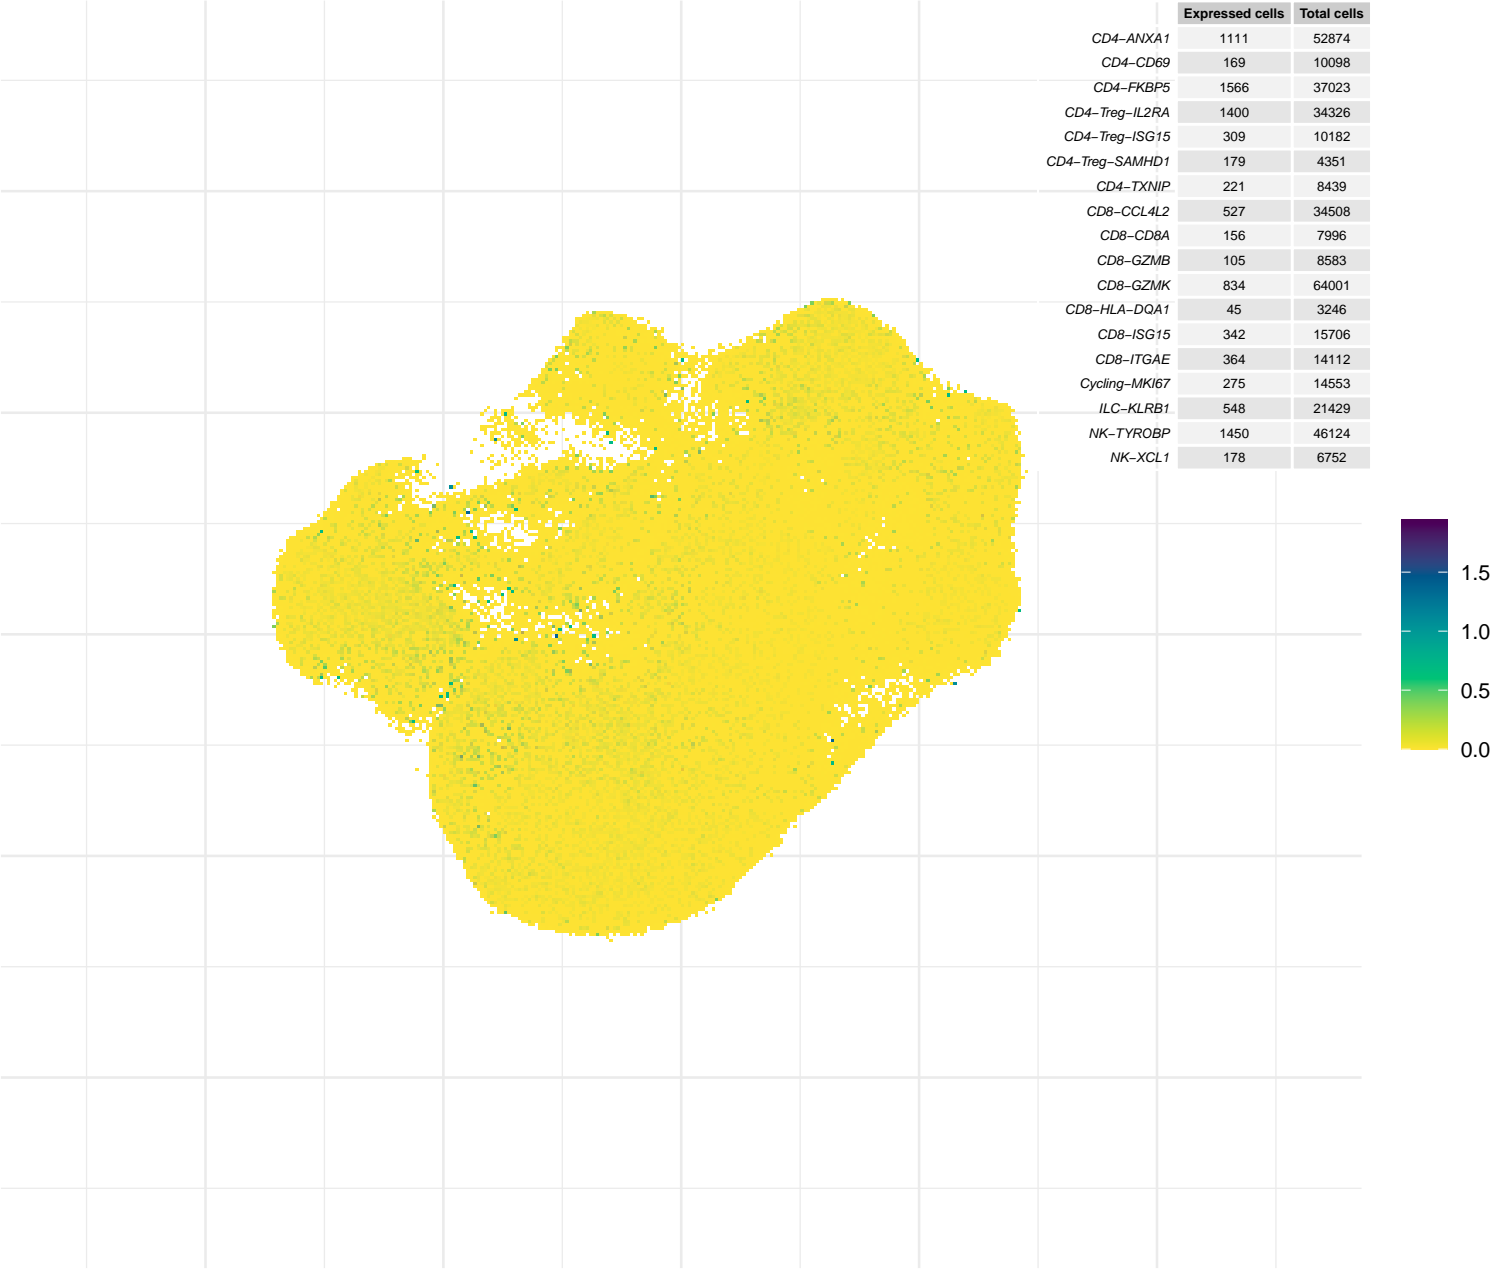 Expressed cells Total cells
CD4−ANXA1 1111 52874
CD4−CD69 169 10098
CD4−FKBP5 1566 37023
CD4−Treg−IL2RA 1400 34326
CD4−Treg−ISG15 309 10182
CD4−Treg−SAMHD1 179 4351
CD4−TXNIP 221 8439
CD8−CCL4L2 527 34508
CD8−CD8A 156 7996
CD8−GZMB 105 8583
CD8−GZMK 834 64001
CD8−HLA−DQA1 45 3246
CD8−ISG15 342 15706
CD8−ITGAE 364 14112
Cycling−MKI67 275 14553
ILC−KLRB1 548 21429
NK−TYROBP 1450 46124
NK−XCL1 178 6752
1.5
1.0
0.5
0.0